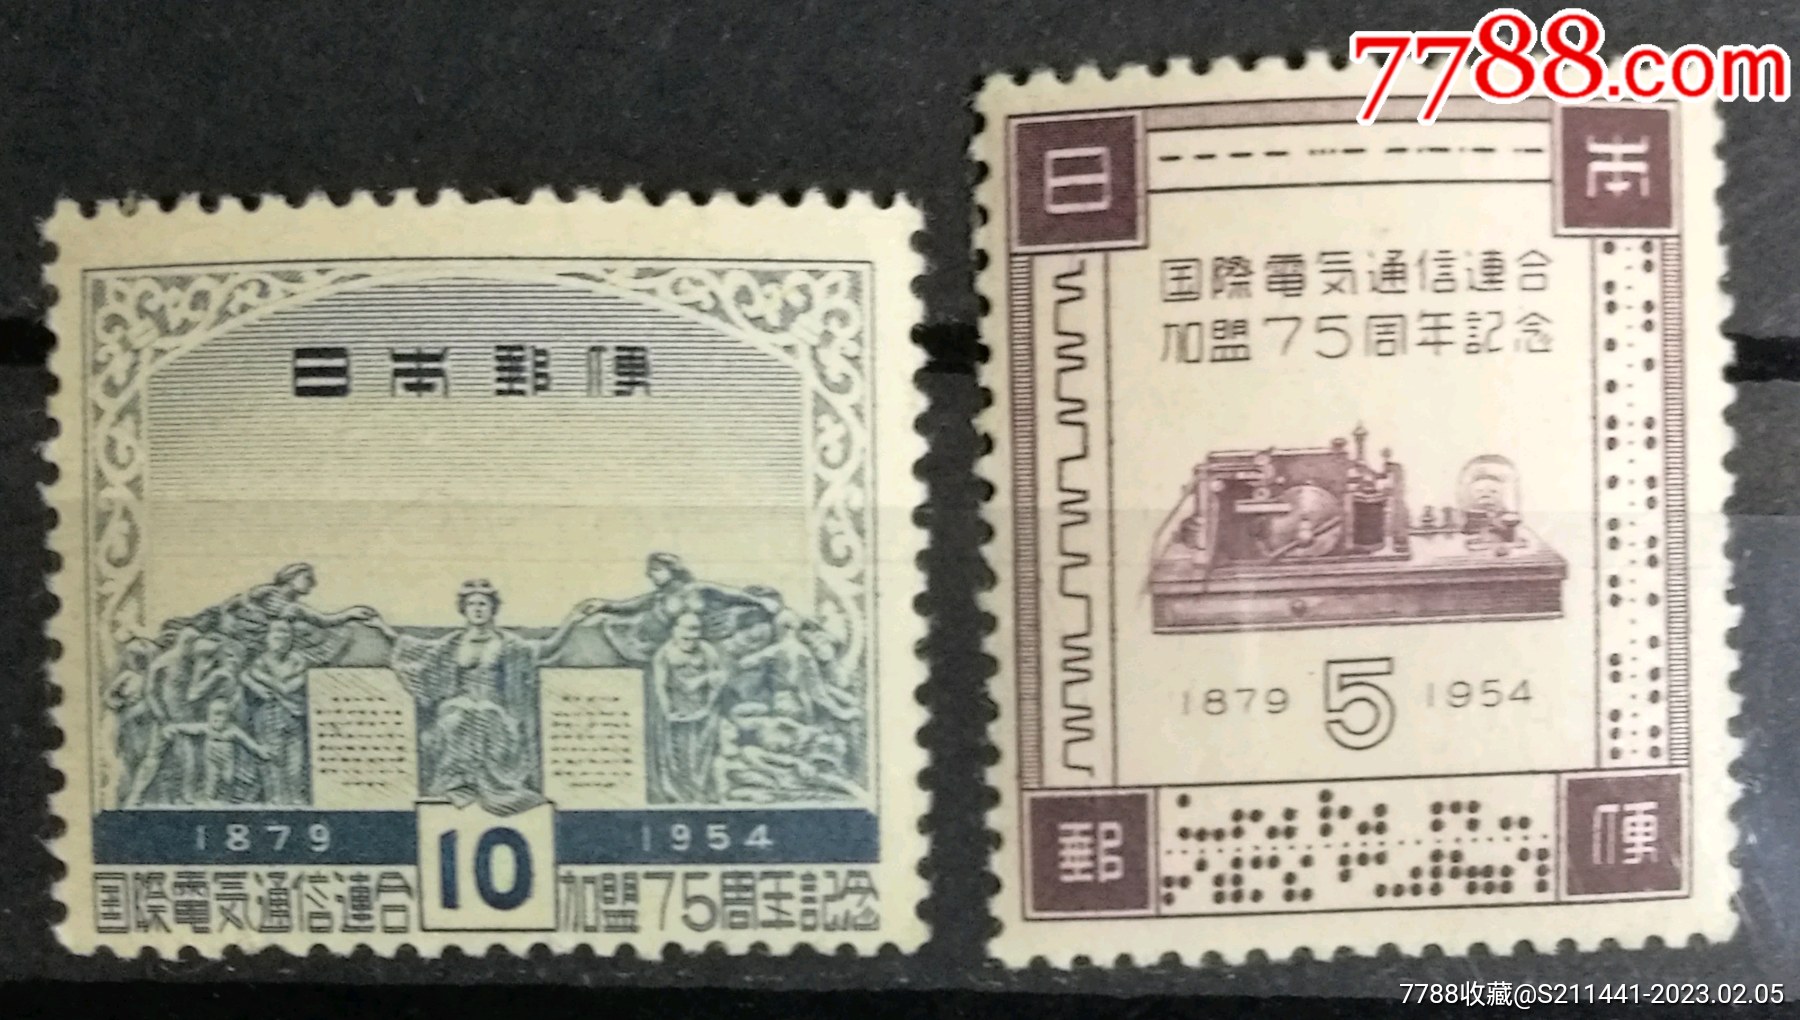 7788.com
日本郵便
1879
10
1954
国際電気通信連合
加盟75周年記念
日
本
国際電気通信連合
加盟75周年記念
1879
5
1954
郵
便
7788收藏@S211441-2023.02.05